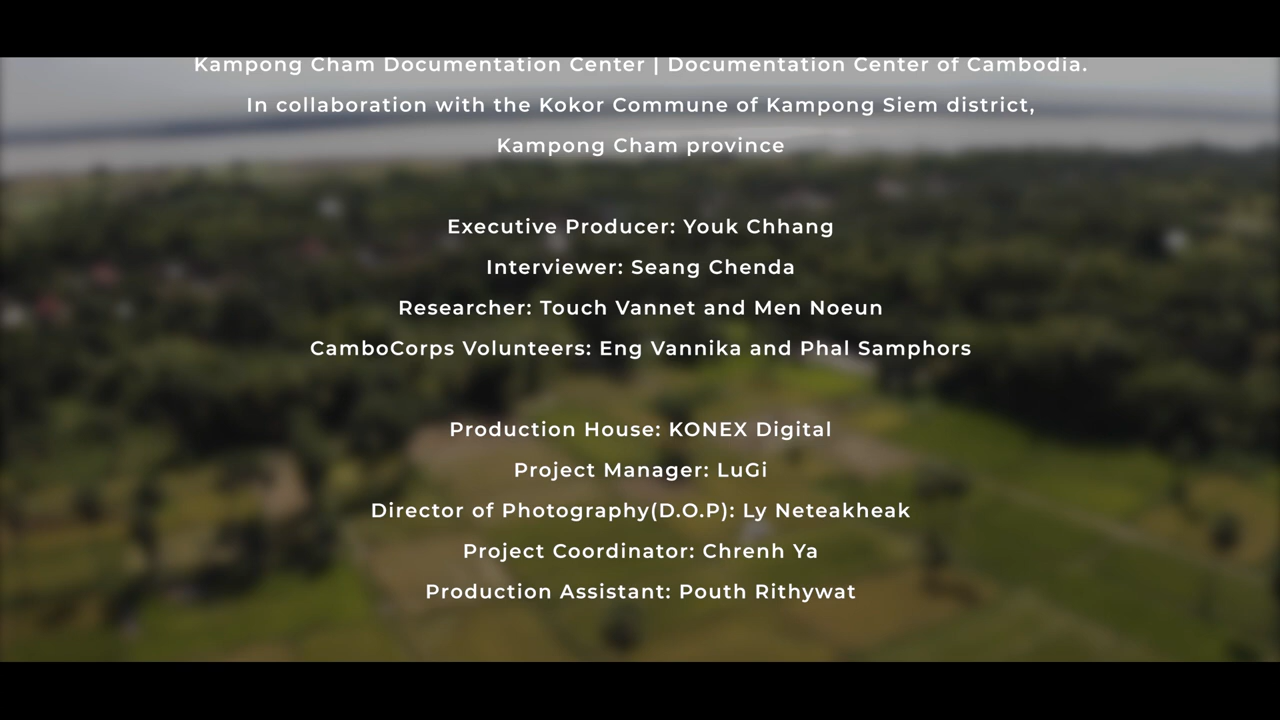 Kampong Cham Documentation Center | Documentation Center of Cambodia.
In collaboration with the Kokor Commune of Kampong Siem district,
Kampong Cham province
Executive Producer: Youk Chhang
Interviewer: Seang Chenda
Researcher: Touch Vannet and Men Noeun
CamboCorps Volunteers: Eng Vannika and Phal Samphors
Production House: KONEX Digital
Project Manager: LuGi
Director of Photography(D.O.P): Ly Neteakheak
Project Coordinator: Chrenh Ya
Production Assistant: Pouth Rithywat